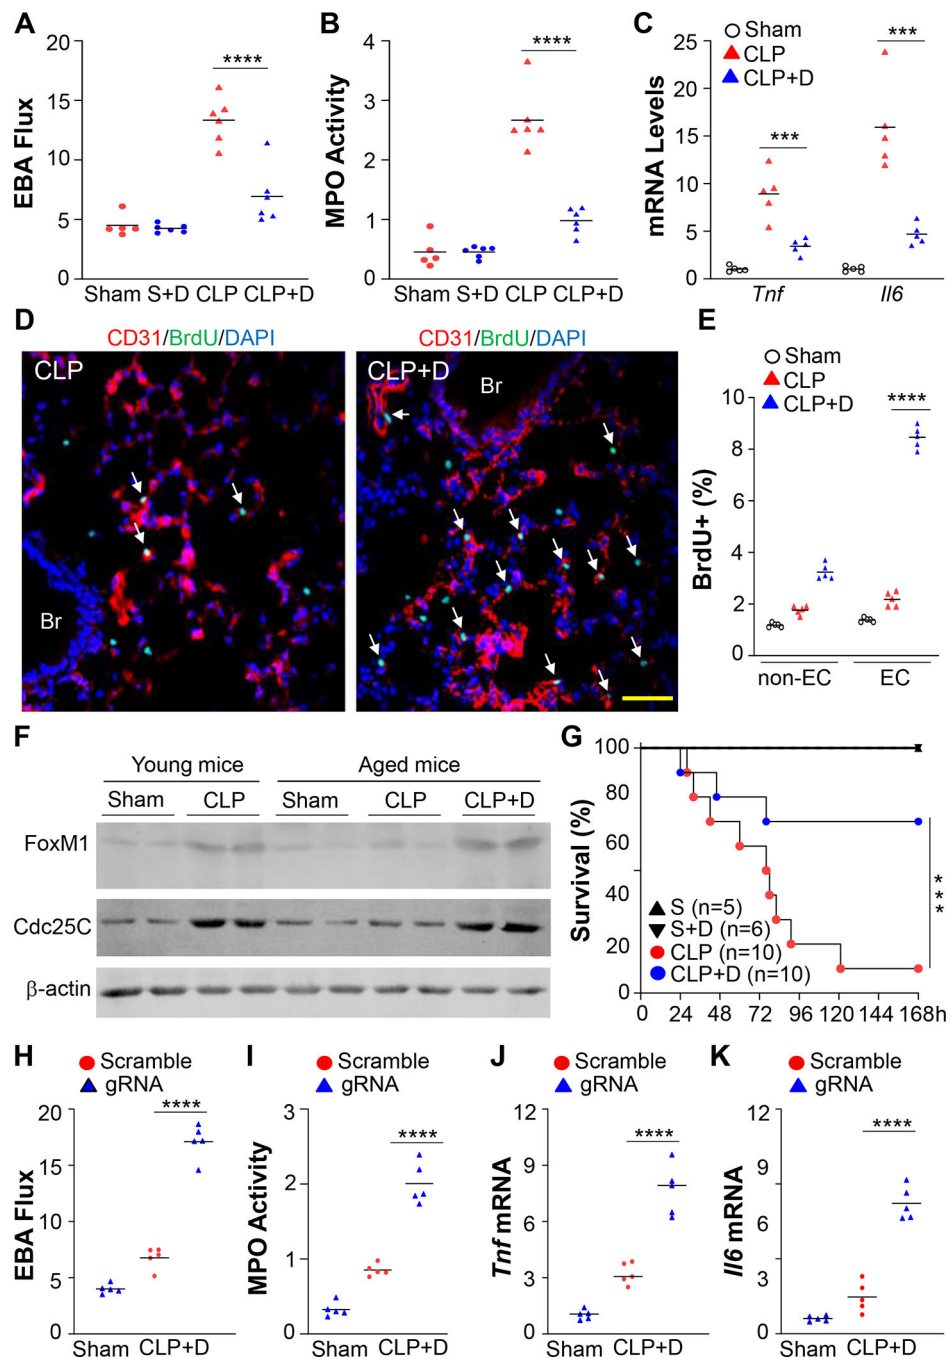 A
EBA Flux
20
15
10
5
0
****
Sham S+D CLP CLP+D
B
MPO Activity
4
3
2
1
0
****
Sham S+D CLP CLP+D
C
Sham
CLP
CLP+D
mRNA Levels
25
20
15
10
5
0
***
***
Tnf Il6
D
CD31/BrdU/DAPI
CLP
Br
CD31/BrdU/DAPI
CLP+D
Br
E
Sham
CLP
CLP+D
BrdU+ (%)
10
8
6
4
2
0
****
non-EC EC
F
Young mice Aged mice
Sham CLP Sham CLP CLP+D
FoxM1
Cdc25C
β-actin
G
Survival (%)
100
80
60
40
20
0
S (n=5)
S+D (n=6)
CLP (n=10)
CLP+D (n=10)
***
0 24 48 72 96 120 144 168h
H
Scramble
gRNA
EBA Flux
20
15
10
5
0
****
Sham CLP+D
I
Scramble
gRNA
MPO Activity
3
2
1
0
****
Sham CLP+D
J
Scramble
gRNA
Tnf mRNA
12
9
6
3
0
****
Sham CLP+D
K
Scramble
gRNA
Il6 mRNA
12
9
6
3
0
****
Sham CLP+D